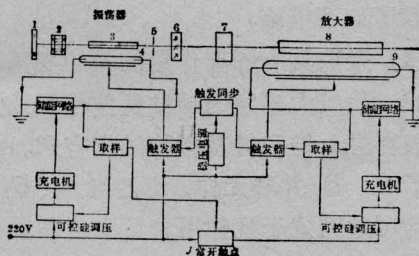 振荡器
放大器
1
2
3
4
5
6
7
8
9
储能网络
触发同步
储能网络
取样
触发器
稳压电源
触发器
取样
充电机
充电机
220V
可控硅调压
J常开触点
可控硅调压